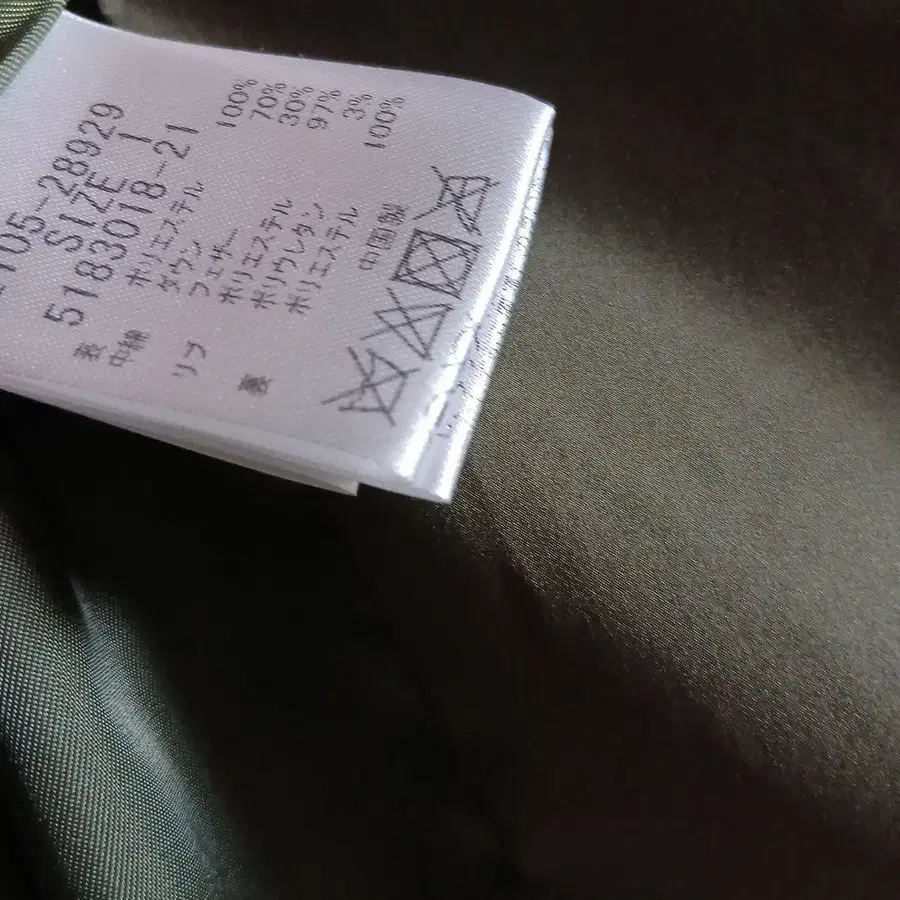 105-28929
SIZE 1
5183018-21
表 ポリエステル 100%
中綿 ダウン 70%
フェザー 30%
リブ ポリエステル 97%
ポリウレタン 3%
裏 ポリエステル 100%
中国製